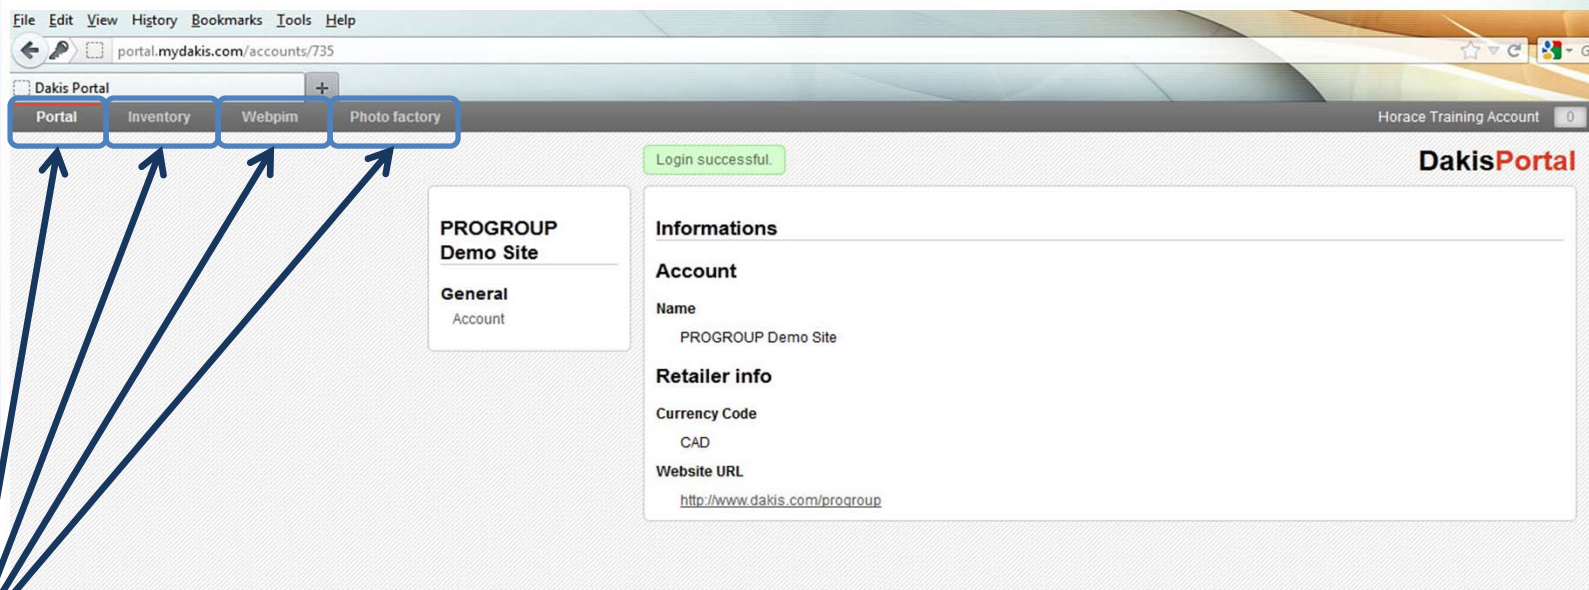 File Edit View History Bookmarks Tools Help
portal.mydakis.com/accounts/735
G
Dakis Portal +
Portal Inventory Webpim Photo factory Horace Training Account 0
Login successful.
DakisPortal
PROGROUP
Demo Site
General
Account
Informations
Account
Name
PROGROUP Demo Site
Retailer info
Currency Code
CAD
Website URL
http://www.dakis.com/progroup